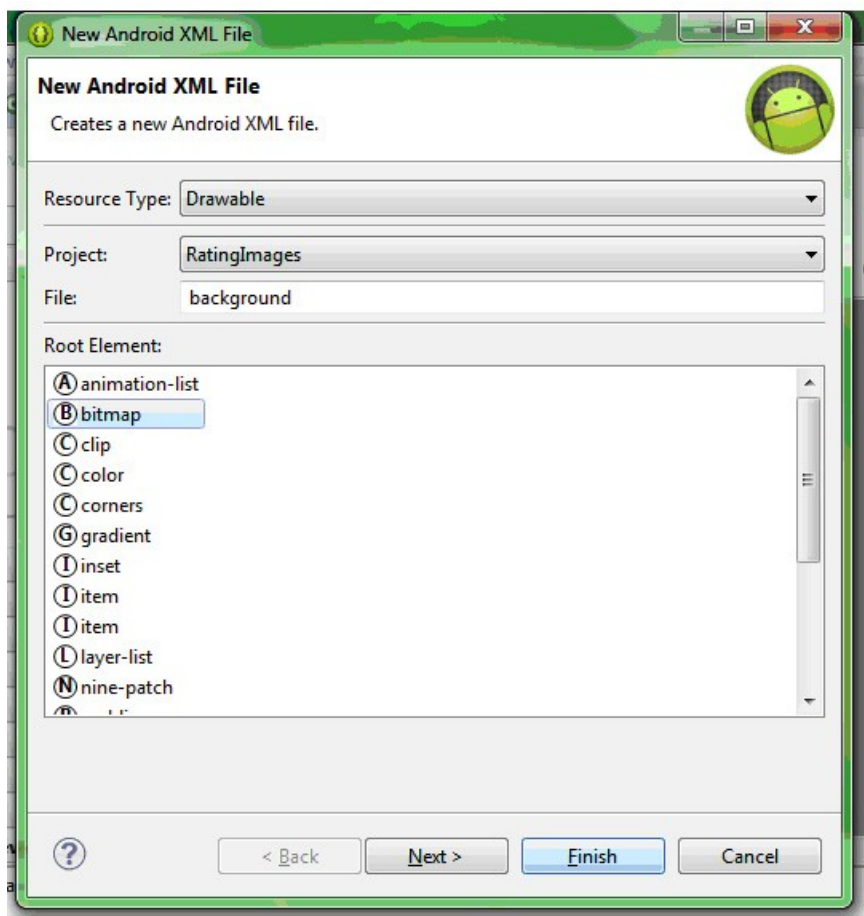 New Android XML File
New Android XML File
Creates a new Android XML file.
Resource Type: Drawable
Project: RatingImages
File: background
Root Element:
A animation-list
B bitmap
C clip
C color
C corners
G gradient
I inset
I item
I item
L layer-list
N nine-patch
? < Back Next > Finish Cancel